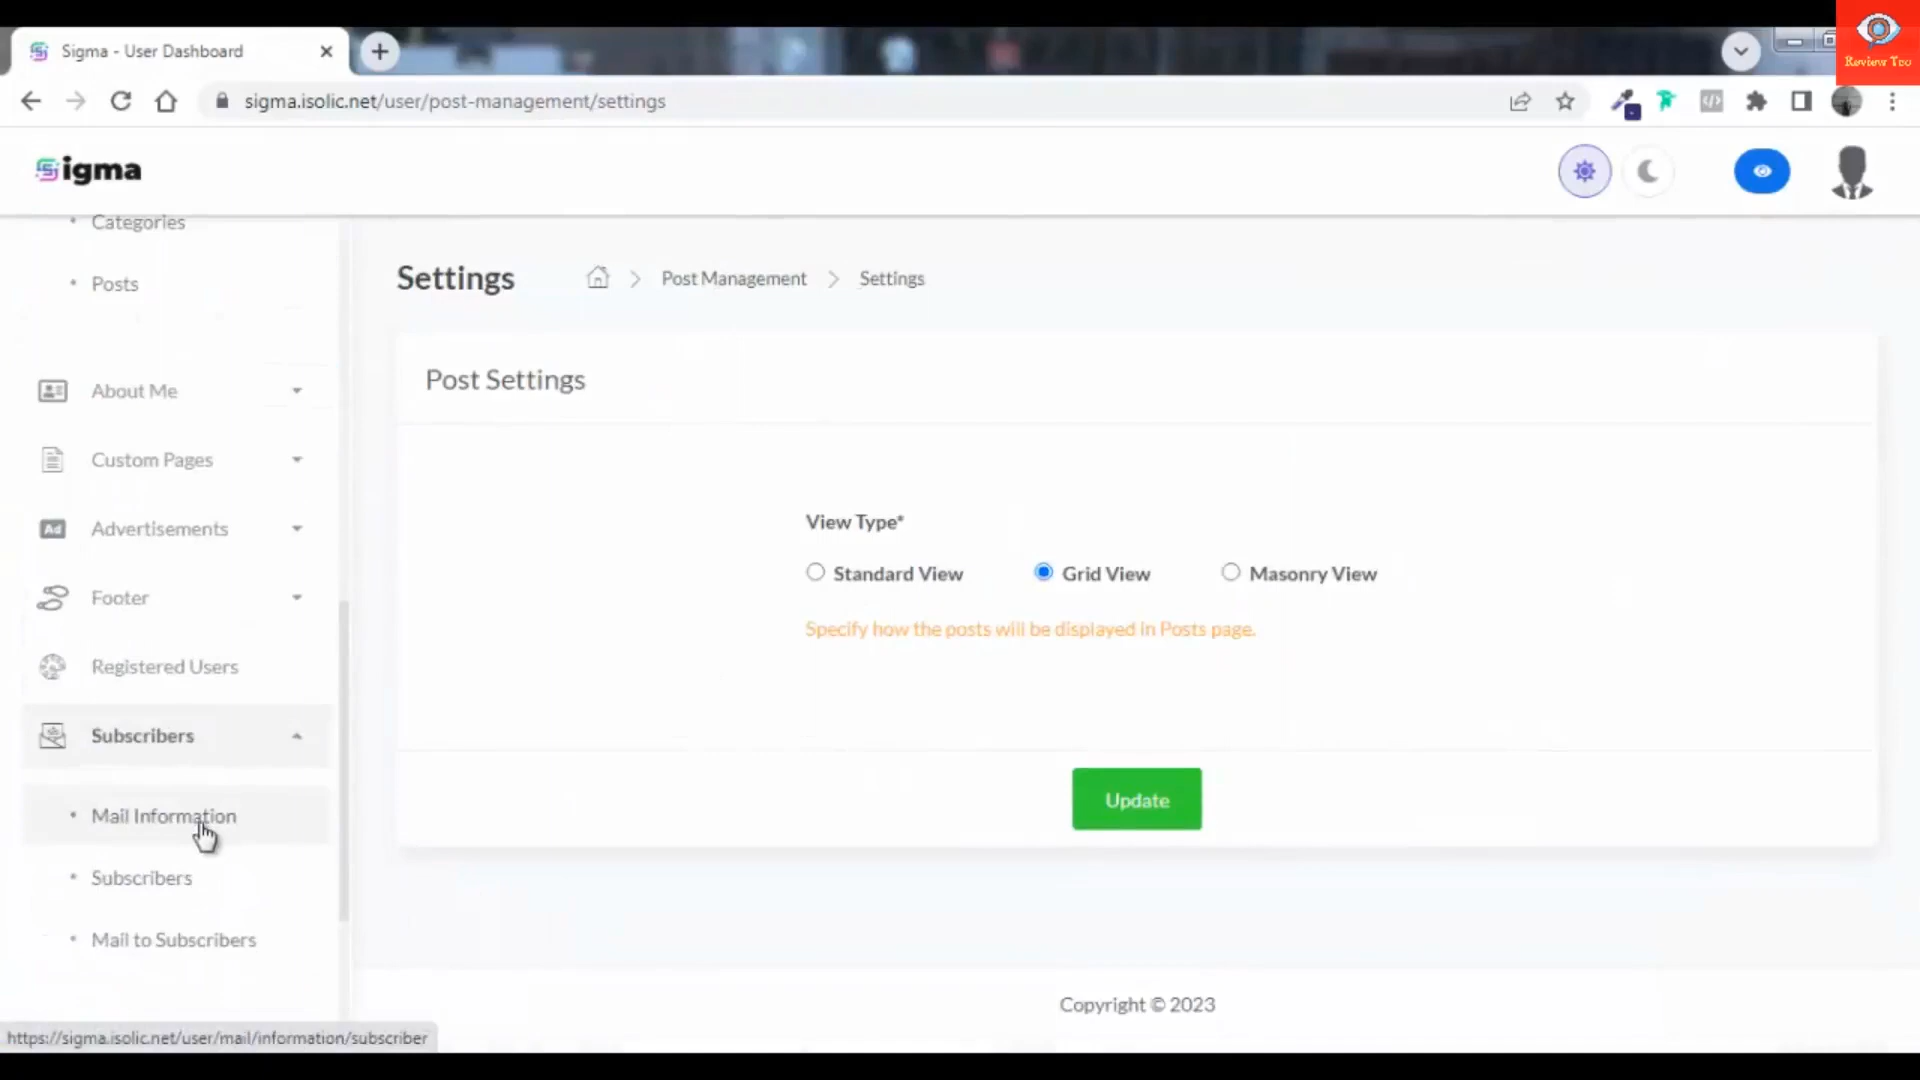 Sigma - User Dashboard
Review Tvo
sigma.isolic.net/user/post-management/settings
Sigma
Categories
Posts
About Me
Custom Pages
Ad Advertisements
Footer
Registered Users
Subscribers
Mail Information
Subscribers
Mail to Subscribers
Settings
Post Management
Settings
Post Settings
View Type*
Standard View
Grid View
Masonry View
Specify how the posts will be displayed in Posts page.
Update
Copyright © 2023
https://sigma.isolic.net/user/mail/information/subscriber